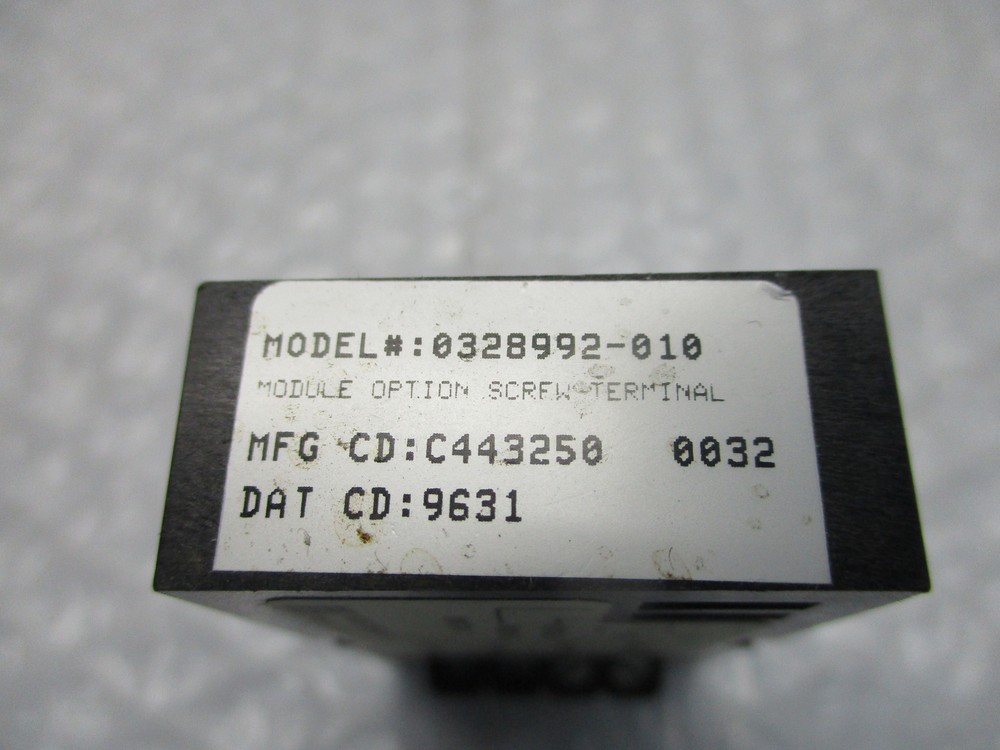 MODEL#:0328992-010
MODULE OPTION SCREW TERMINAL
MFG CD:C443250 0032
DAT CD:9631